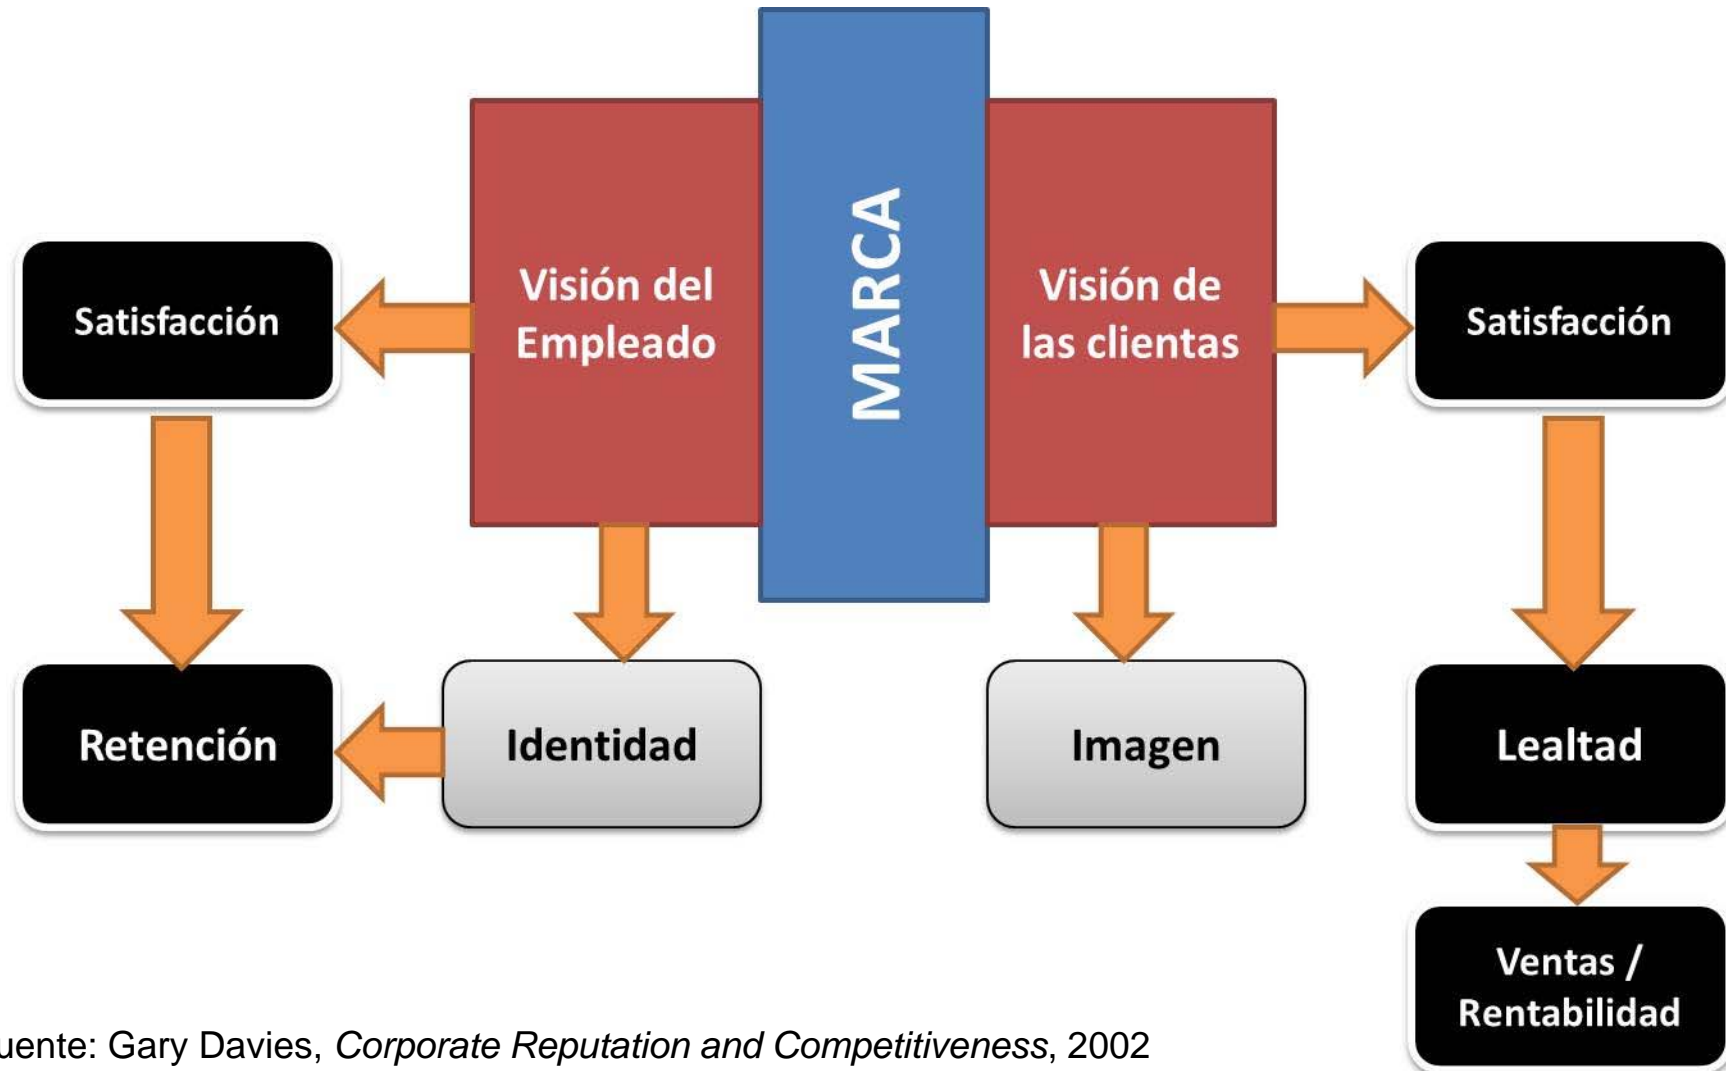 MARCA
Visión del
Empleado
Visión de
las clientas
Satisfacción
Satisfacción
Retención
Identidad
Imagen
Lealtad
Ventas /
Rentabilidad
uente: Gary Davies, Corporate Reputation and Competitiveness, 2002